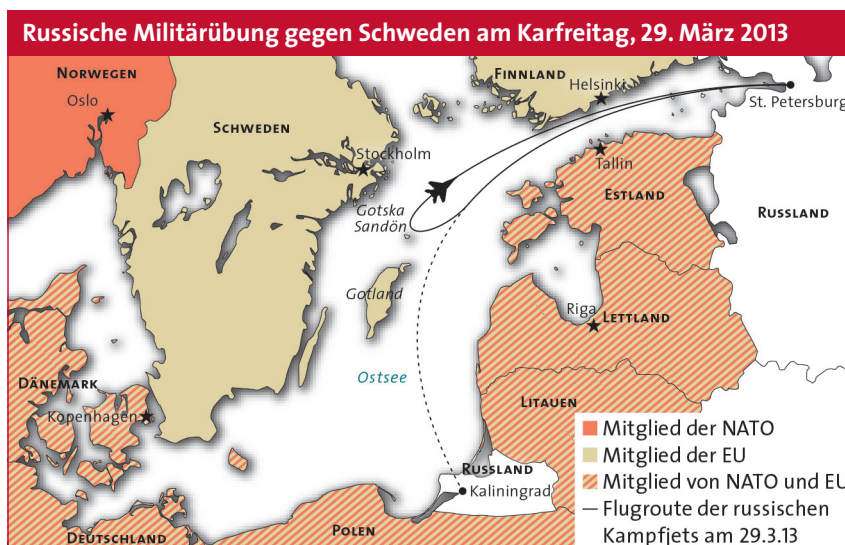 Russische Militärübung gegen Schweden am Karfreitag, 29. März 2013
NORWEGEN
Oslo
SCHWEDEN
FINNLAND
Helsinki
St. Petersburg
Stockholm
Tallin
Gotska
Sandön
ESTLAND
RUSSLAND
Gotland
Riga
LETTLAND
Ostsee
DÄNEMARK
Kopenhagen
LITAUEN
RUSSLAND
Kaliningrad
DEUTSCHLAND
POLEN
Mitglied der NATO
Mitglied der EU
Mitglied von NATO und EU
Flugroute der russischen
Kampfjets am 29.3.13